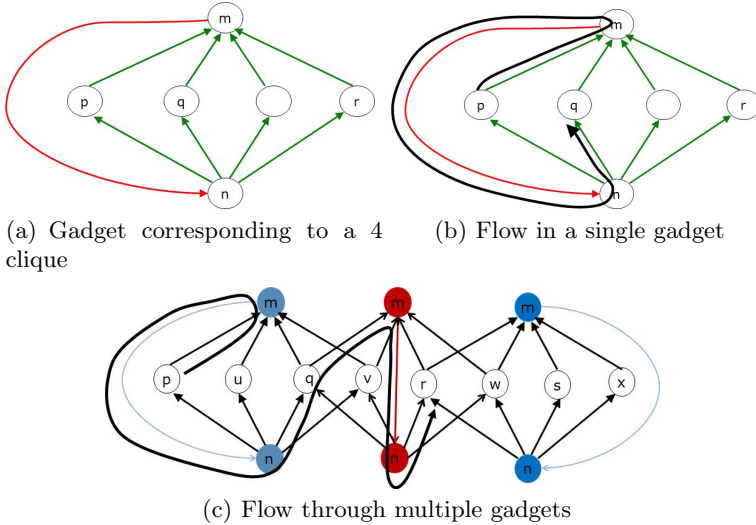 m
m
p
q
r
p
q
r
n
n
(a) Gadget corresponding to a 4
clique
(b) Flow in a single gadget
m
m
m
p
u
q
v
r
w
s
x
n
n
n
(c) Flow through multiple gadgets